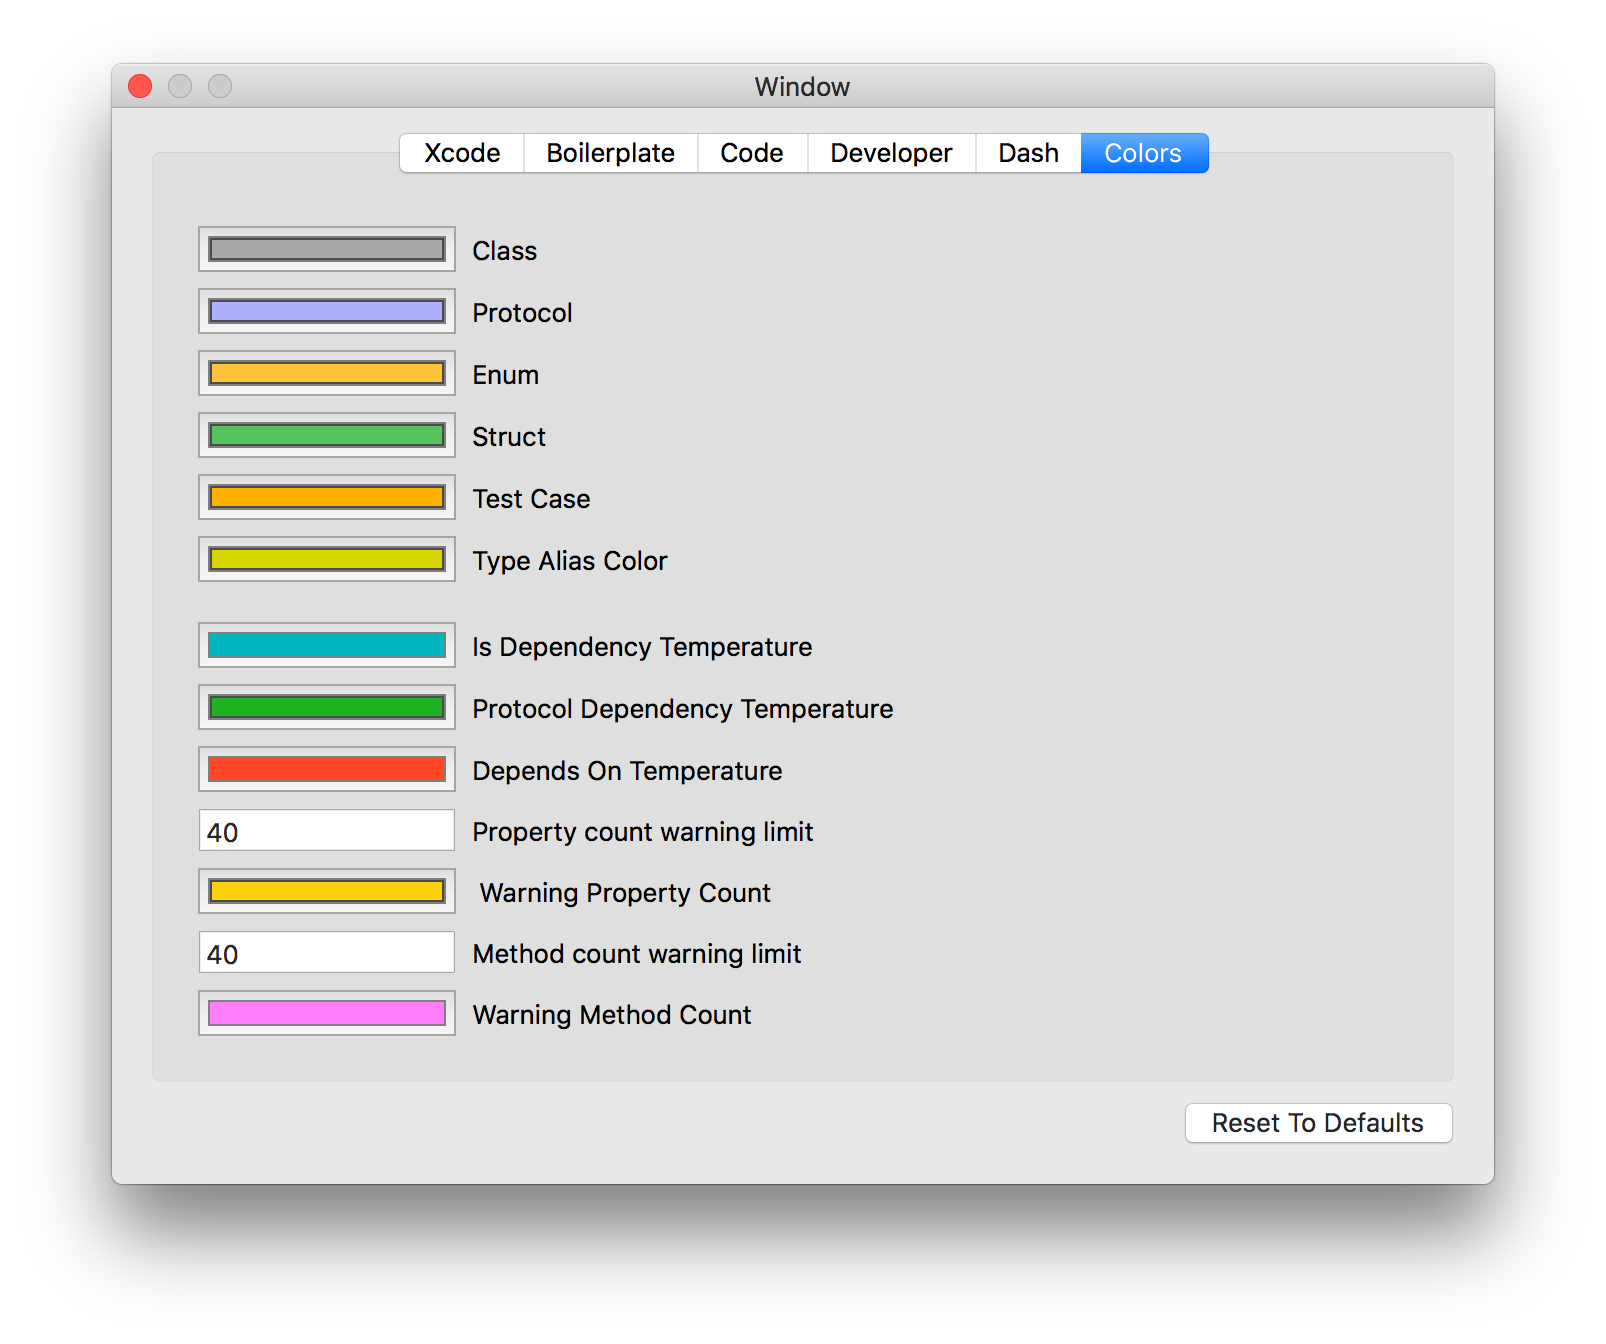 Window
Xcode Boilerplate Code Developer Dash Colors
Class
Protocol
Enum
Struct
Test Case
Type Alias Color
Is Dependency Temperature
Protocol Dependency Temperature
Depends On Temperature
40 Property count warning limit
Warning Property Count
40 Method count warning limit
Warning Method Count
Reset To Defaults